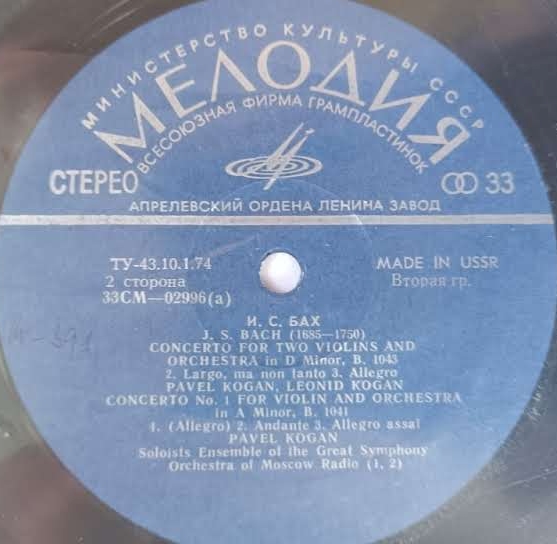 МИНИСТЕРСТВО КУЛЬТУРЫ СССР
МЕЛОДИЯ
ВСЕСОЮЗНАЯ ФИРМА ГРАМПЛАСТИНОК
СТЕРЕО
33
АПРЕЛЕВСКИЙ ОРДЕНА ЛЕНИНА ЗАВОД
ТУ-43.10.1.74
MADE IN USSR
2 сторона
Вторая гр.
33СМ—02996(а)
И. С. БАХ
J. S. BACH (1685—1750)
CONCERTO FOR TWO VIOLINS AND
ORCHESTRA in D Minor, B. 1043
2. Largo, ma non tanto 3. Allegro
PAVEL KOGAN, LEONID KOGAN
CONCERTO No. 1 FOR VIOLIN AND ORCHESTRA
in A Minor, B. 1041
1. (Allegro) 2. Andante 3. Allegro assai
PAVEL KOGAN
Soloists Ensemble of the Great Symphony
Orchestra of Moscow Radio (1, 2)